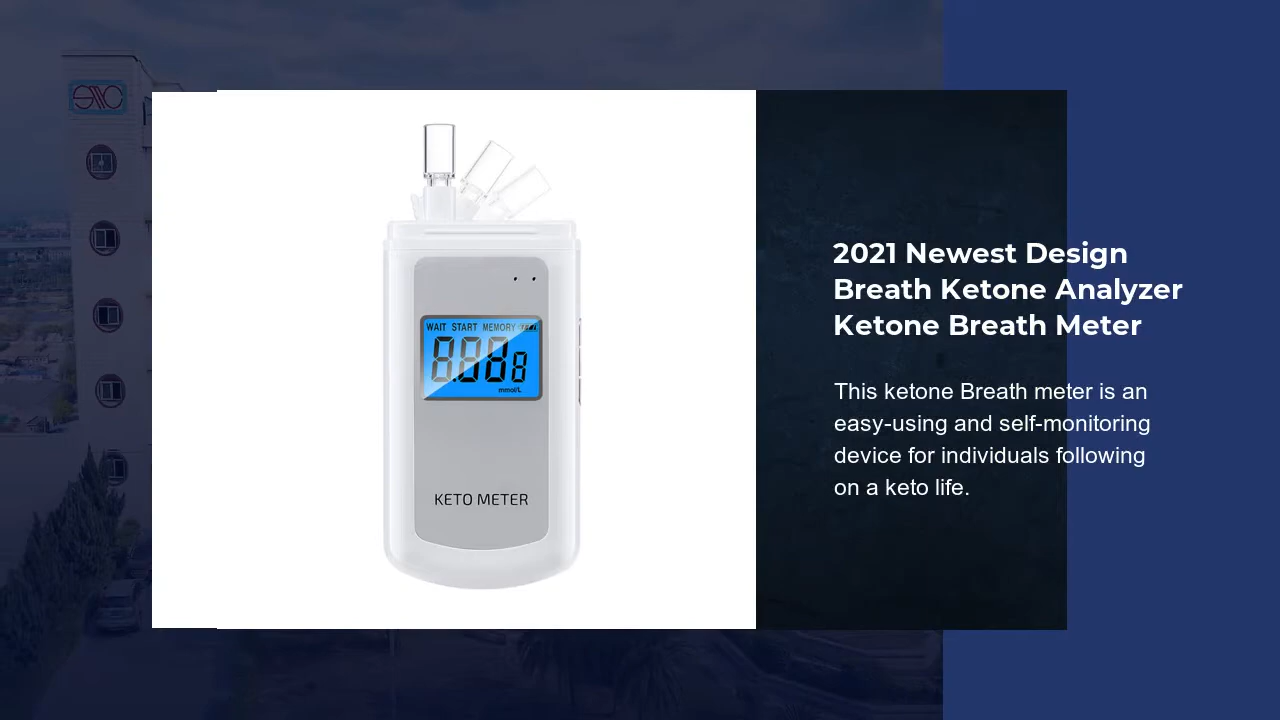 WAIT START MEMORY
8.888
mmol/L
KETO METER
2021 Newest Design
Breath Ketone Analyzer
Ketone Breath Meter
This ketone Breath meter is an
easy-using and self-monitoring
device for individuals following
on a keto life.